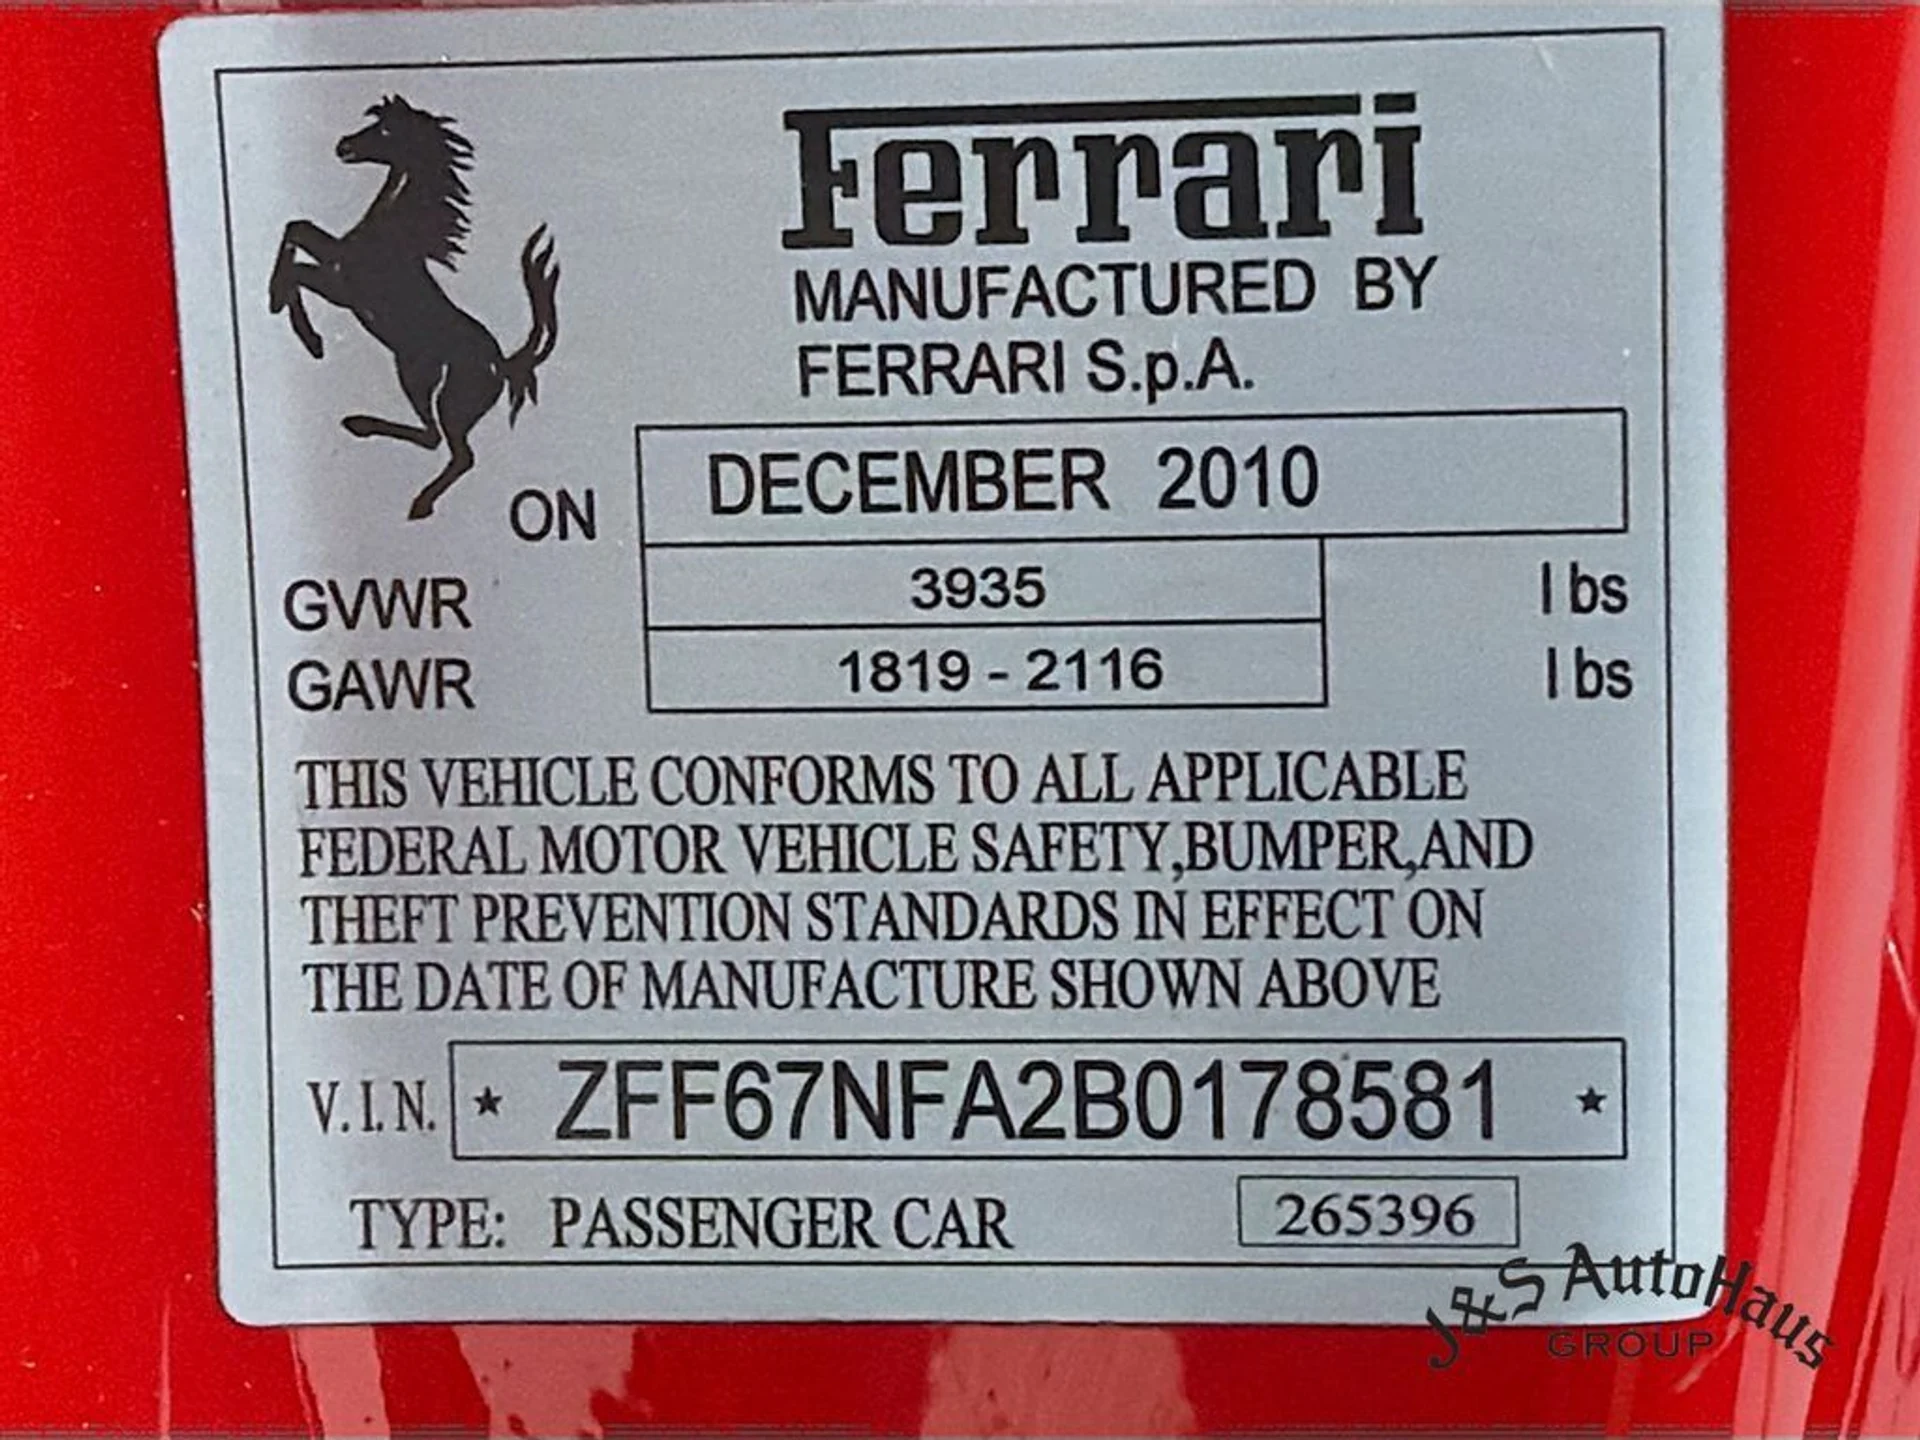 Ferrari
MANUFACTURED BY
FERRARI S.p.A.
ON DECEMBER 2010
GVWR 3935 lbs
GAWR 1819 - 2116 lbs
THIS VEHICLE CONFORMS TO ALL APPLICABLE
FEDERAL MOTOR VEHICLE SAFETY,BUMPER,AND
THEFT PREVENTION STANDARDS IN EFFECT ON
THE DATE OF MANUFACTURE SHOWN ABOVE
V.I.N. ★ ZFF67NFA2B0178581 ★
TYPE: PASSENGER CAR 265396
J&S AutoHaus
GROUP